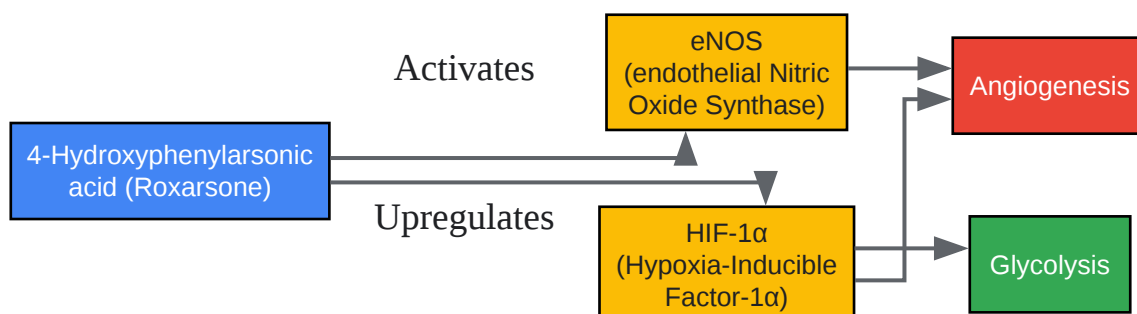 Activates
eNOS
(endothelial Nitric
Oxide Synthase)
Angiogenesis
4-Hydroxyphenylarsonic
acid (Roxarsone)
Upregulates
HIF-1α
(Hypoxia-Inducible
Factor-1α)
Glycolysis